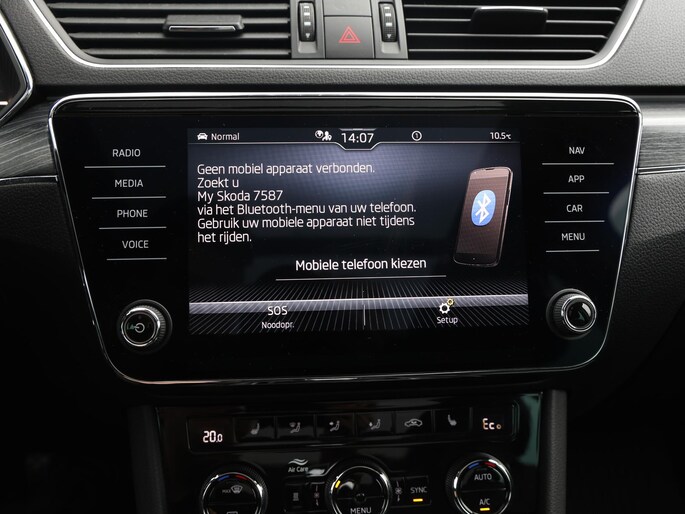 Normal 14:07 10.5°C
RADIO
MEDIA
PHONE
VOICE
Geen mobiel apparaat verbonden.
Zoekt u
My Skoda 7587
via het Bluetooth-menu van uw telefoon.
Gebruik uw mobiele apparaat niet tijdens
het rijden.
Mobiele telefoon kiezen
SOS
Noodopr.
Setup
NAV
APP
CAR
MENU
20.0
Eco
Air Care
MENU
SYNC
AUTO
A/C